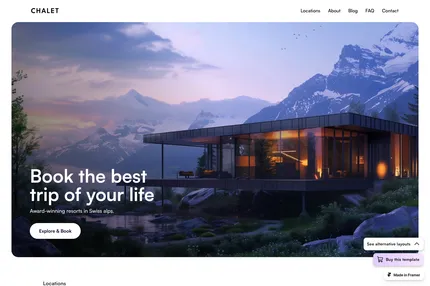 CHALET
Locations About Blog FAQ Contact
Book the best
trip of your life
Award-winning resorts in Swiss alps.
Explore & Book
See alternative layouts
Buy this template
Made in Framer
Locations